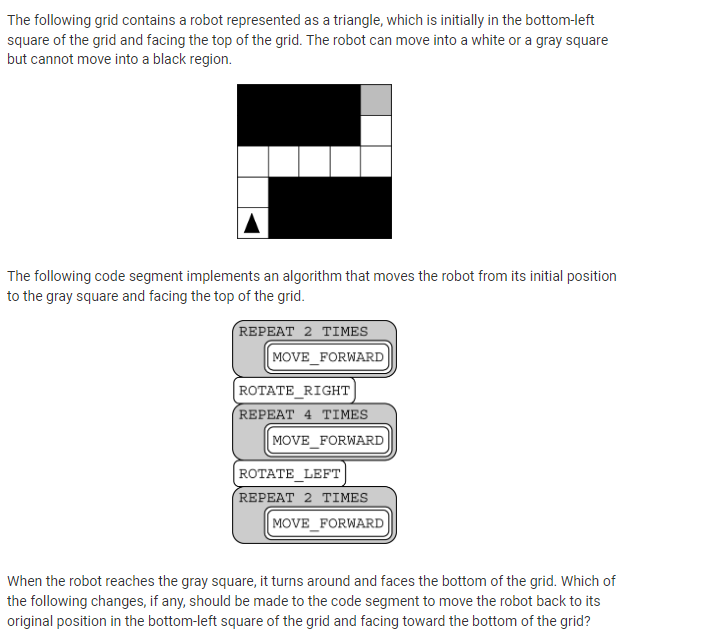 The following grid contains a robot represented as a triangle, which is initially in the bottom-left
square of the grid and facing the top of the grid. The robot can move into a white or a gray square
but cannot move into a black region.
The following code segment implements an algorithm that moves the robot from its initial position
to the gray square and facing the top of the grid.
REPEAT 2 TIMES
MOVE_FORWARD
ROTATE_RIGHT
REPEAT 4 TIMES
MOVE_FORWARD
ROTATE_LEFT
REPEAT 2 TIMES
MOVE_FORWARD
When the robot reaches the gray square, it turns around and faces the bottom of the grid. Which of
the following changes, if any, should be made to the code segment to move the robot back to its
original position in the bottom-left square of the grid and facing toward the bottom of the grid?